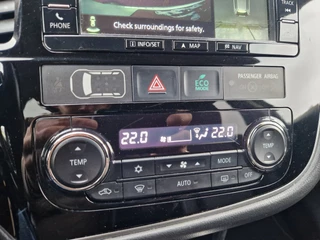 TRACK
PHONE
Check surroundings for safety.
INFO/SET
MAP
NAV
ECO
MODE
PASSENGER AIRBAG
22.0
22.0
TEMP
TEMP
MODE
AUTO
OFF